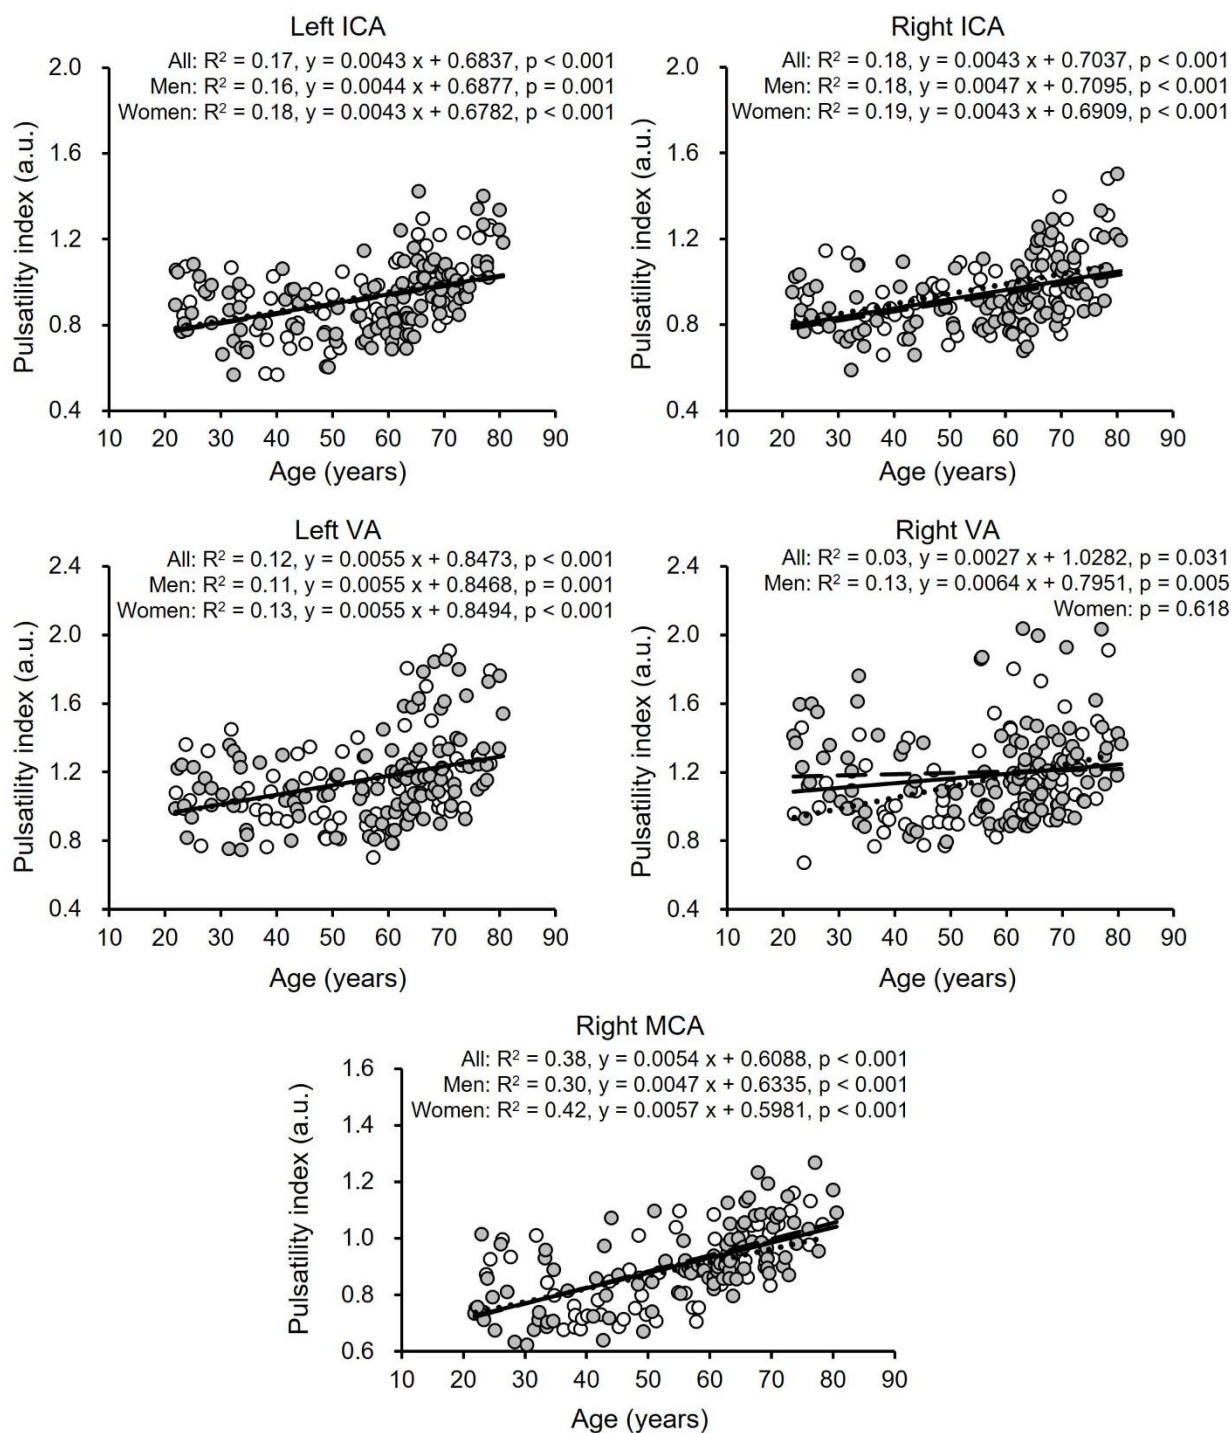 Left ICA
All: R² = 0.17, y = 0.0043 x + 0.6837, p < 0.001
Men: R² = 0.16, y = 0.0044 x + 0.6877, p = 0.001
Women: R² = 0.18, y = 0.0043 x + 0.6782, p < 0.001
Pulsatility index (a.u.)
2.0
1.6
1.2
0.8
0.4
10 20 30 40 50 60 70 80 90
Age (years)
Right ICA
All: R² = 0.18, y = 0.0043 x + 0.7037, p < 0.001
Men: R² = 0.18, y = 0.0047 x + 0.7095, p < 0.001
Women: R² = 0.19, y = 0.0043 x + 0.6909, p < 0.001
Pulsatility index (a.u.)
2.0
1.6
1.2
0.8
0.4
10 20 30 40 50 60 70 80 90
Age (years)
Left VA
All: R² = 0.12, y = 0.0055 x + 0.8473, p < 0.001
Men: R² = 0.11, y = 0.0055 x + 0.8468, p = 0.001
Women: R² = 0.13, y = 0.0055 x + 0.8494, p < 0.001
Pulsatility index (a.u.)
2.4
2.0
1.6
1.2
0.8
0.4
10 20 30 40 50 60 70 80 90
Age (years)
Right VA
All: R² = 0.03, y = 0.0027 x + 1.0282, p = 0.031
Men: R² = 0.13, y = 0.0064 x + 0.7951, p = 0.005
Women: p = 0.618
Pulsatility index (a.u.)
2.4
2.0
1.6
1.2
0.8
0.4
10 20 30 40 50 60 70 80 90
Age (years)
Right MCA
All: R² = 0.38, y = 0.0054 x + 0.6088, p < 0.001
Men: R² = 0.30, y = 0.0047 x + 0.6335, p < 0.001
Women: R² = 0.42, y = 0.0057 x + 0.5981, p < 0.001
Pulsatility index (a.u.)
1.6
1.4
1.2
1.0
0.8
0.6
10 20 30 40 50 60 70 80 90
Age (years)